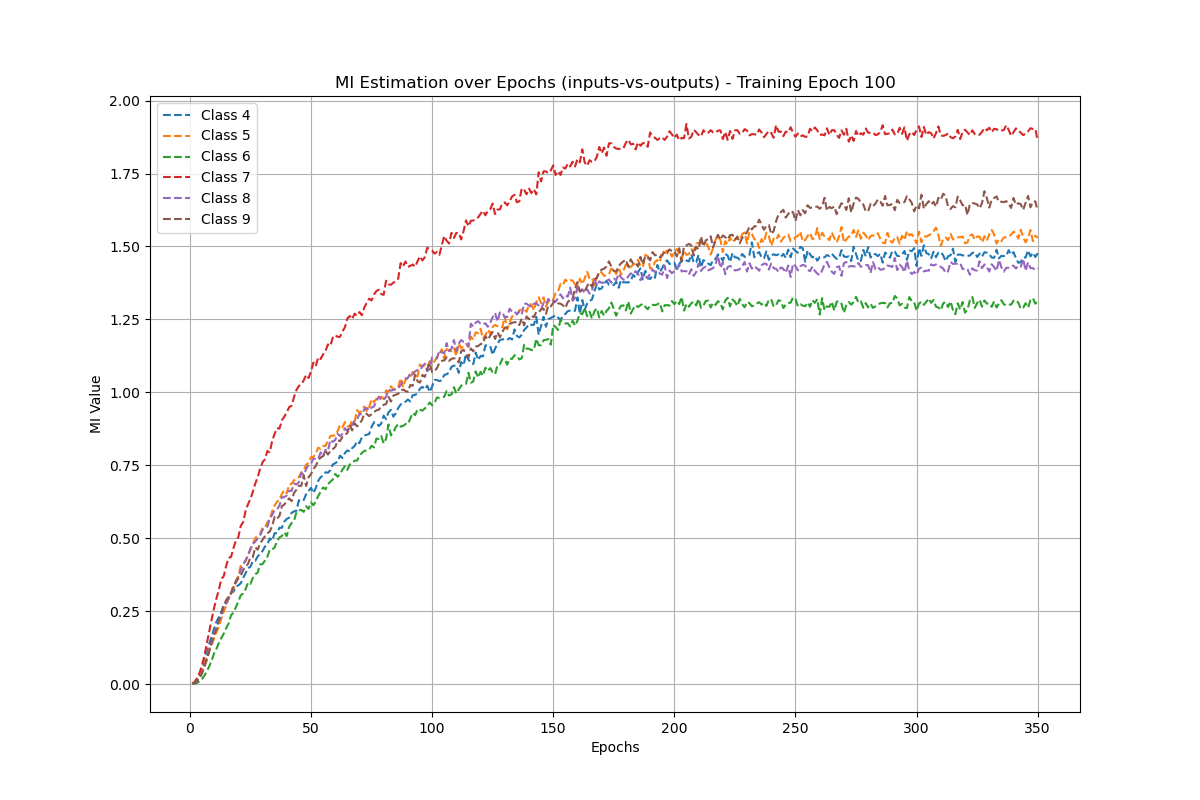 MI Estimation over Epochs (inputs-vs-outputs) - Training Epoch 100
2.00
1.75
1.50
1.25
1.00
0.75
0.50
0.25
0.00
MI Value
Class 4
Class 5
Class 6
Class 7
Class 8
Class 9
0 50 100 150 200 250 300 350
Epochs